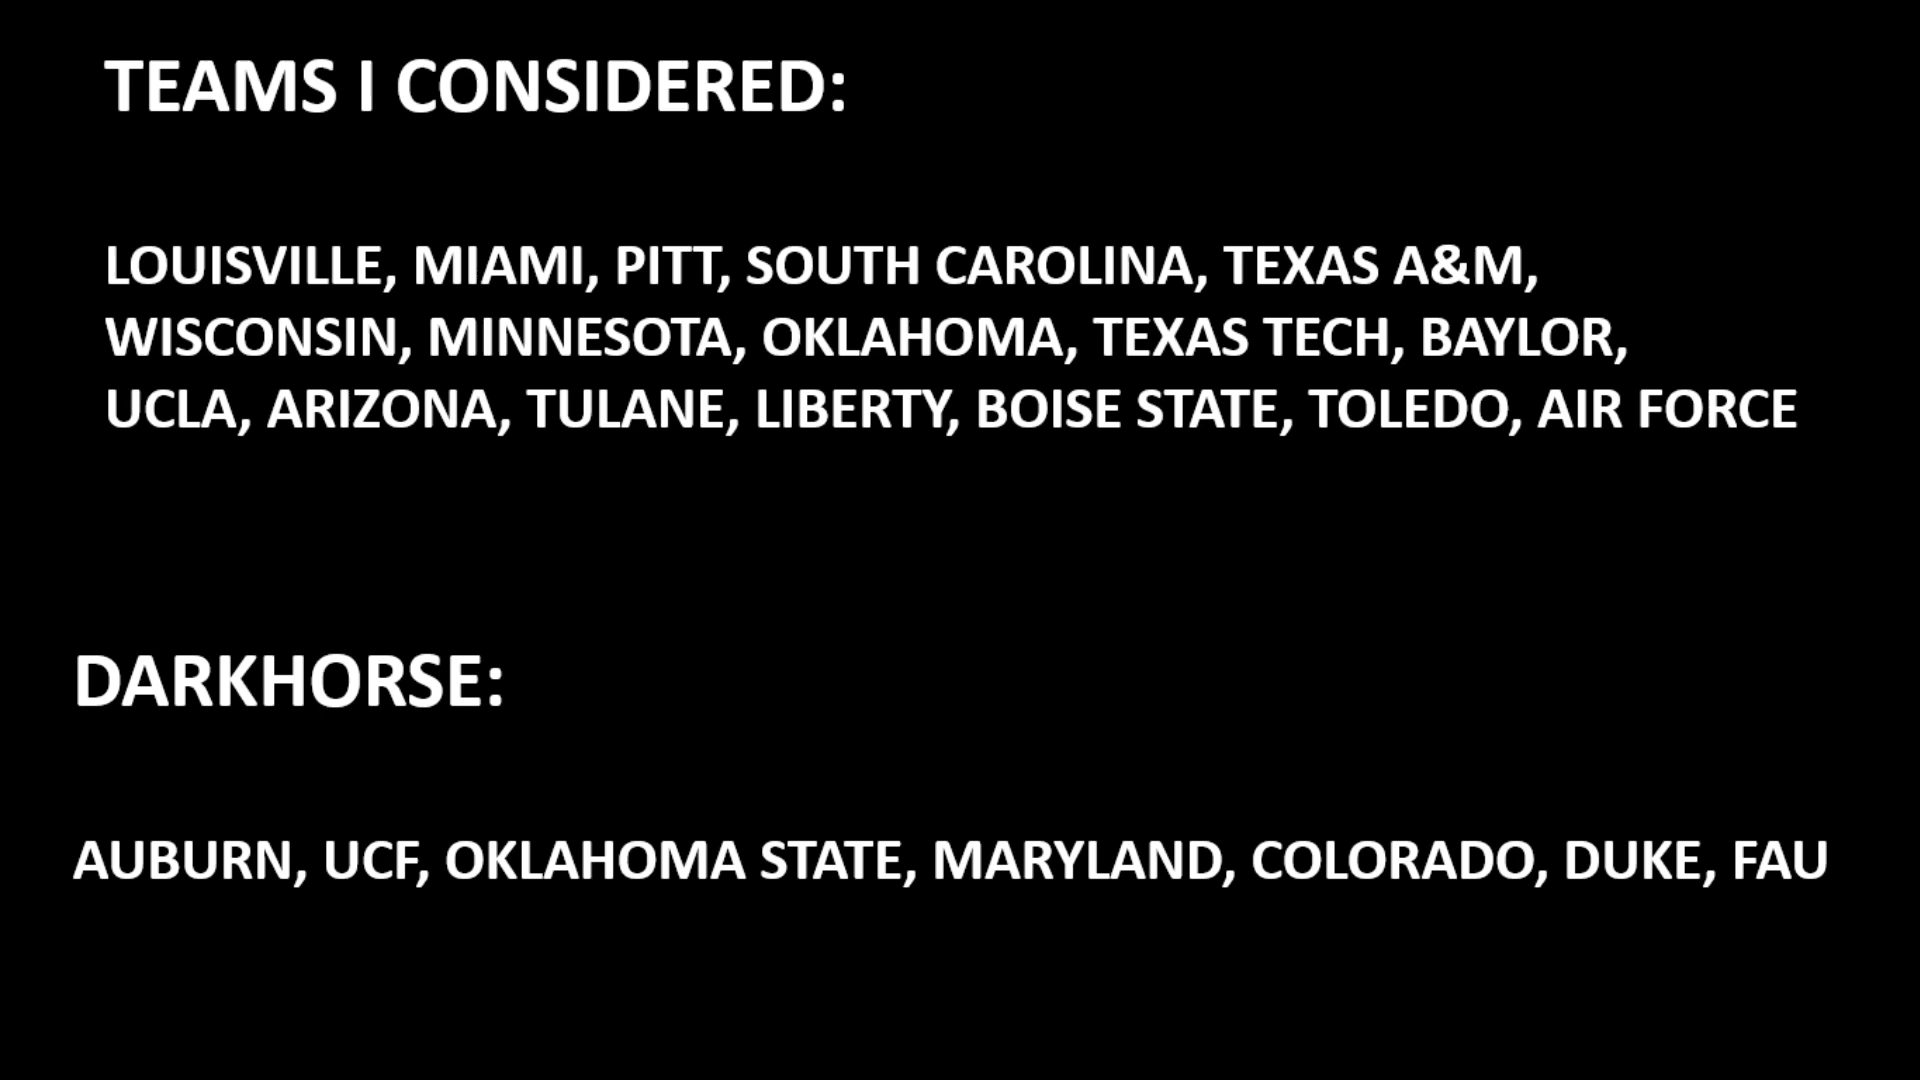 TEAMS I CONSIDERED:
LOUISVILLE, MIAMI, PITT, SOUTH CAROLINA, TEXAS A&M,
WISCONSIN, MINNESOTA, OKLAHOMA, TEXAS TECH, BAYLOR,
UCLA, ARIZONA, TULANE, LIBERTY, BOISE STATE, TOLEDO, AIR FORCE
DARKHORSE:
AUBURN, UCF, OKLAHOMA STATE, MARYLAND, COLORADO, DUKE, FAU